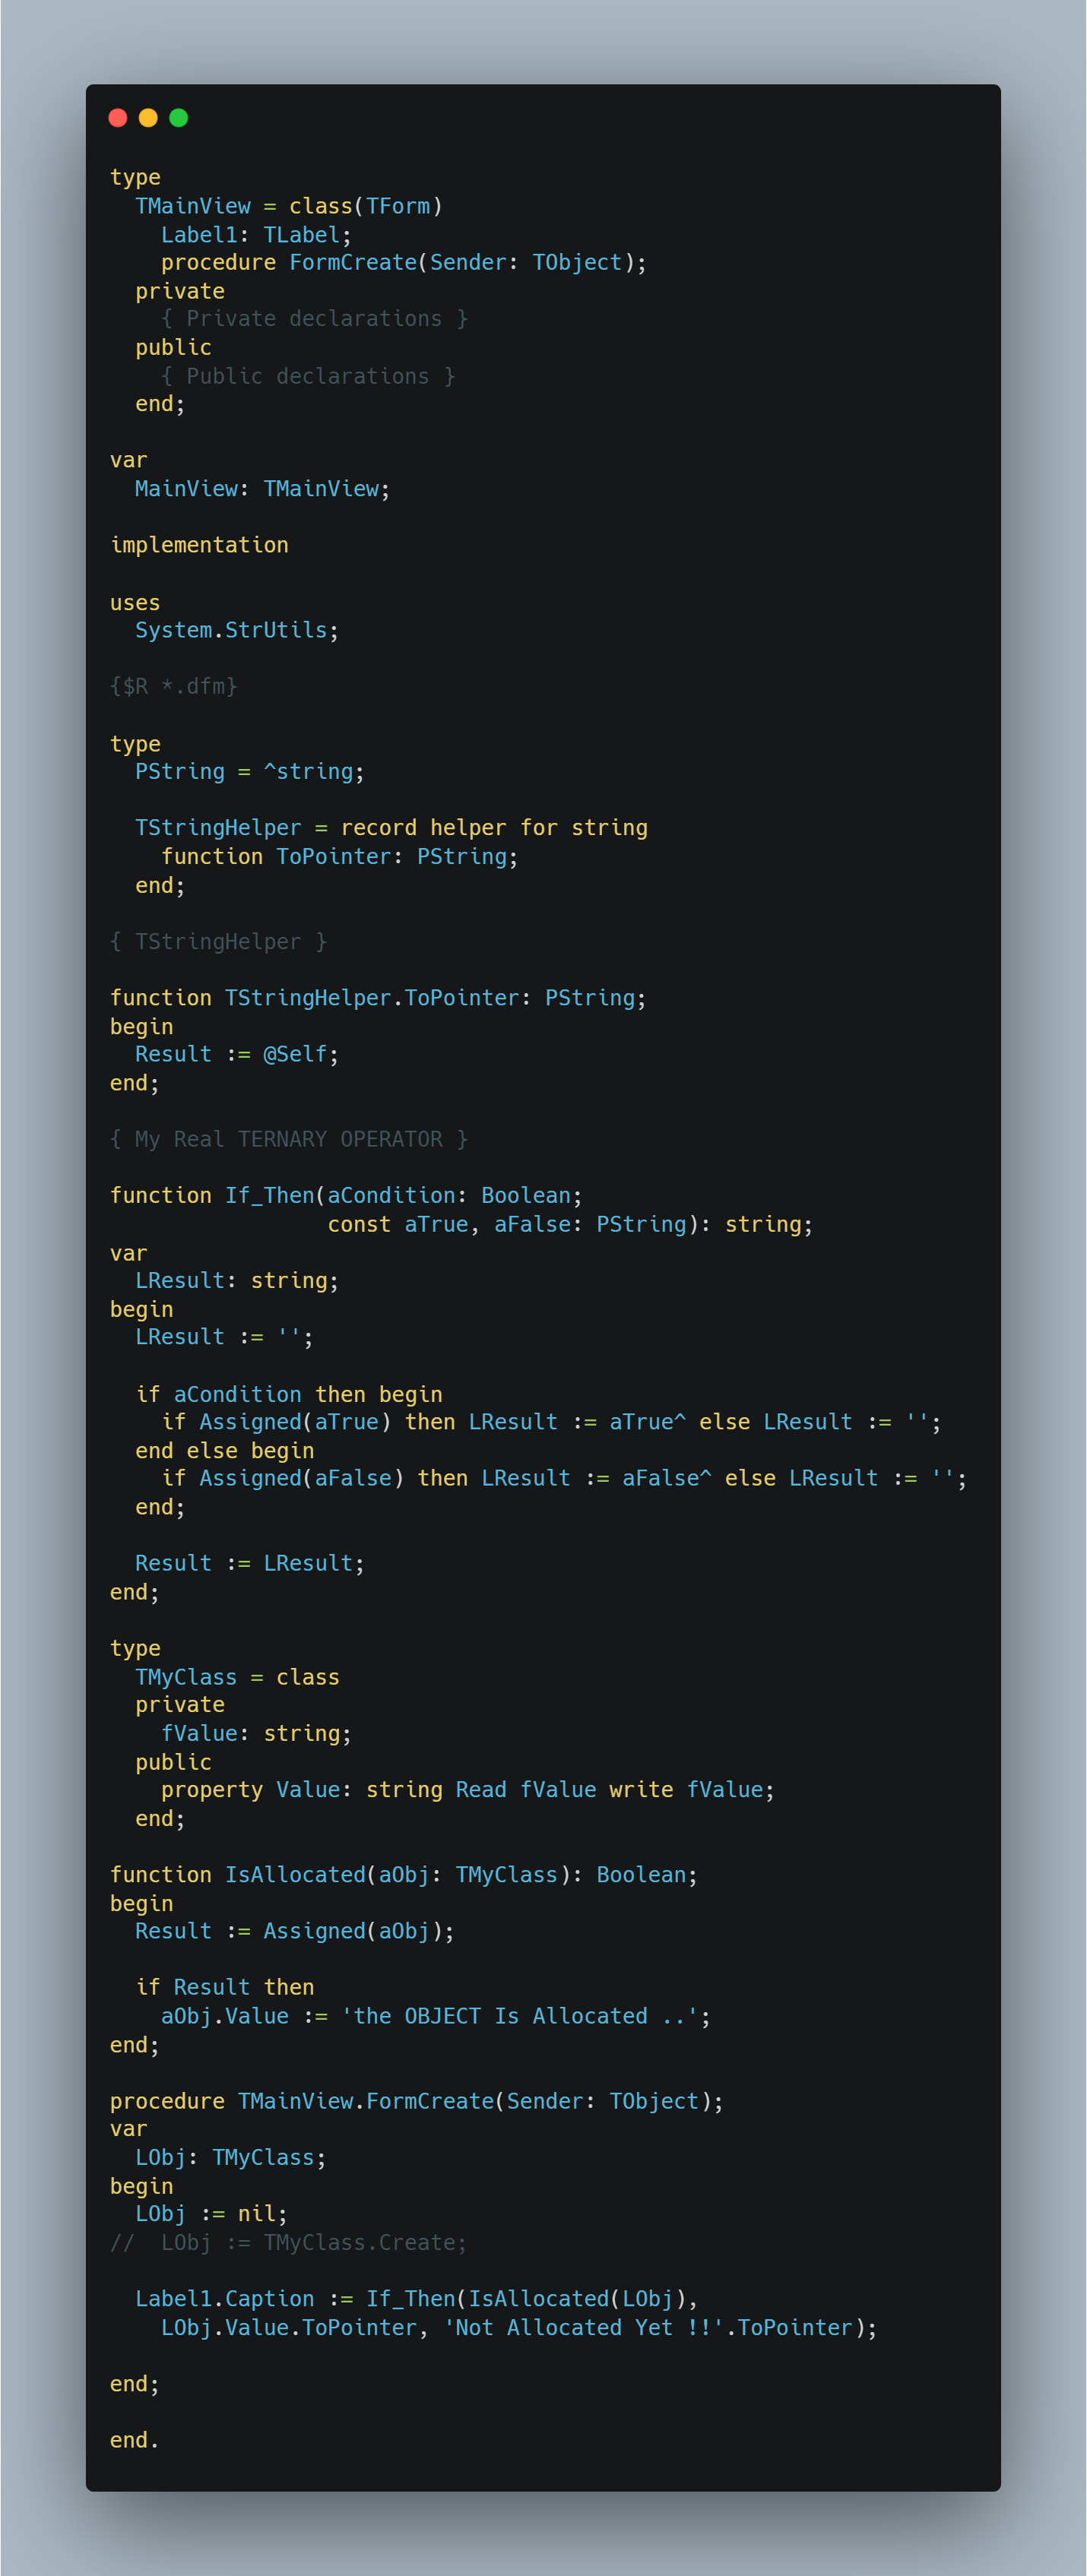 type
  TMainView = class(TForm)
    Label1: TLabel;
    procedure FormCreate(Sender: TObject);
  private
    { Private declarations }
  public
    { Public declarations }
  end;

var
  MainView: TMainView;

implementation

uses
  System.StrUtils;

{$R *.dfm}

type
  PString = ^string;

  TStringHelper = record helper for string
    function ToPointer: PString;
  end;

{ TStringHelper }

function TStringHelper.ToPointer: PString;
begin
  Result := @Self;
end;

{ My Real TERNARY OPERATOR }

function If_Then(aCondition: Boolean;
                 const aTrue, aFalse: PString): string;
var
  LResult: string;
begin
  LResult := '';

  if aCondition then begin
    if Assigned(aTrue) then LResult := aTrue^ else LResult := '';
  end else begin
    if Assigned(aFalse) then LResult := aFalse^ else LResult := '';
  end;

  Result := LResult;
end;

type
  TMyClass = class
  private
    fValue: string;
  public
    property Value: string Read fValue write fValue;
  end;

function IsAllocated(aObj: TMyClass): Boolean;
begin
  Result := Assigned(aObj);

  if Result then
    aObj.Value := 'the OBJECT Is Allocated ..';
end;

procedure TMainView.FormCreate(Sender: TObject);
var
  LObj: TMyClass;
begin
  LObj := nil;
//  LObj := TMyClass.Create;

  Label1.Caption := If_Then(IsAllocated(LObj),
    LObj.Value.ToPointer, 'Not Allocated Yet !!'.ToPointer);

end;

end.